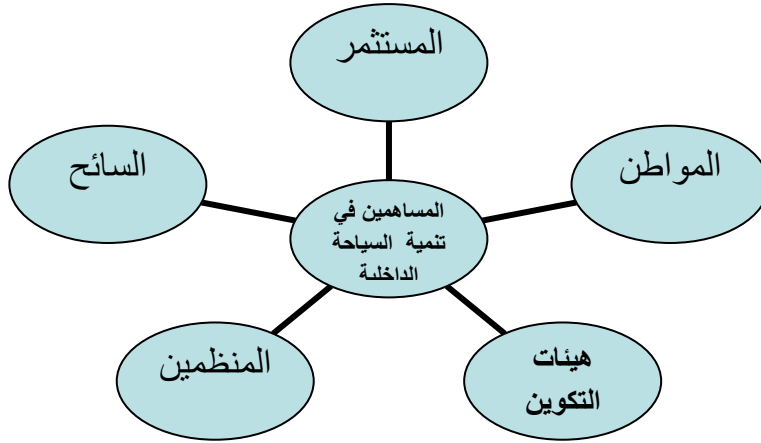 المستثمر
المواطن
السائح
المساهمين في
تنمية السياحة
الداخلية
هيئات
التكوين
المنظمين